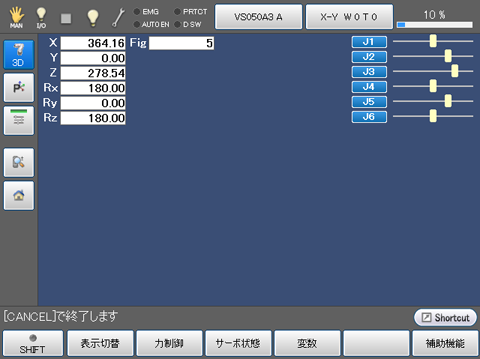 MAN I/O EMG PRTCT VS050A3 A X-Y W0T0 10 %
AUTO EN D SW
X 364.16 Fig 5 J1
Y 0.00 J2
Z 278.54 J3
Rx 180.00 J4
Ry 0.00 J5
Rz 180.00 J6
3D
P
[CANCEL]で終了します Shortcut
SHIFT 表示切替 力制御 サーボ状態 変数 補助機能